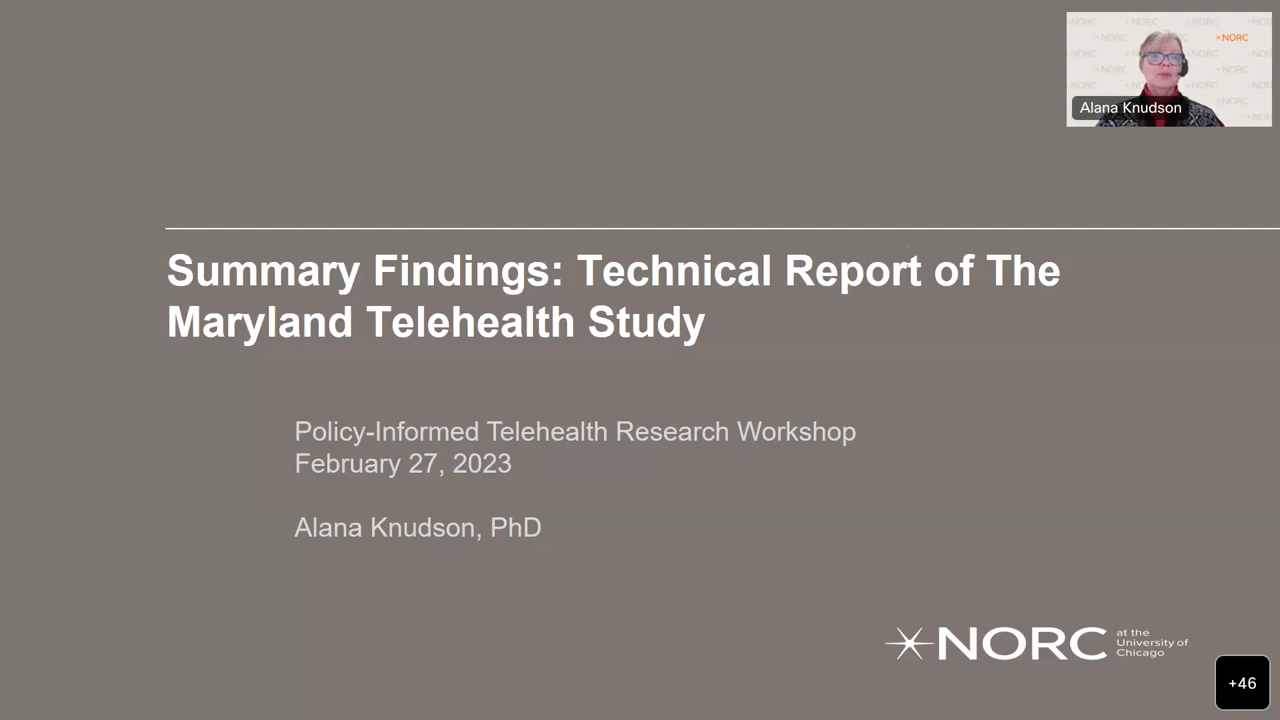 NORC
Alana Knudson
Summary Findings: Technical Report of The
Maryland Telehealth Study
Policy-Informed Telehealth Research Workshop
February 27, 2023
Alana Knudson, PhD
NORC
at the
University of
Chicago
+46